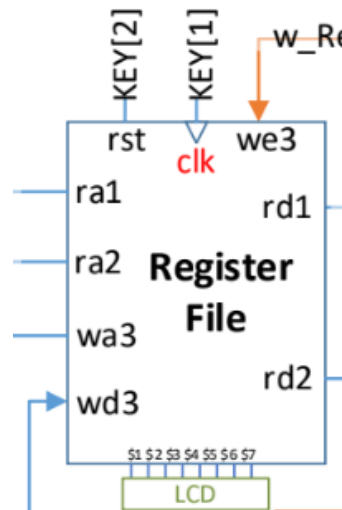 KEY[2]
KEY[1]
w_Re
rst
clk
we3
ra1
rd1
ra2
Register
File
wa3
rd2
wd3
$1 $2 $3 $4 $5 $6 $7
LCD